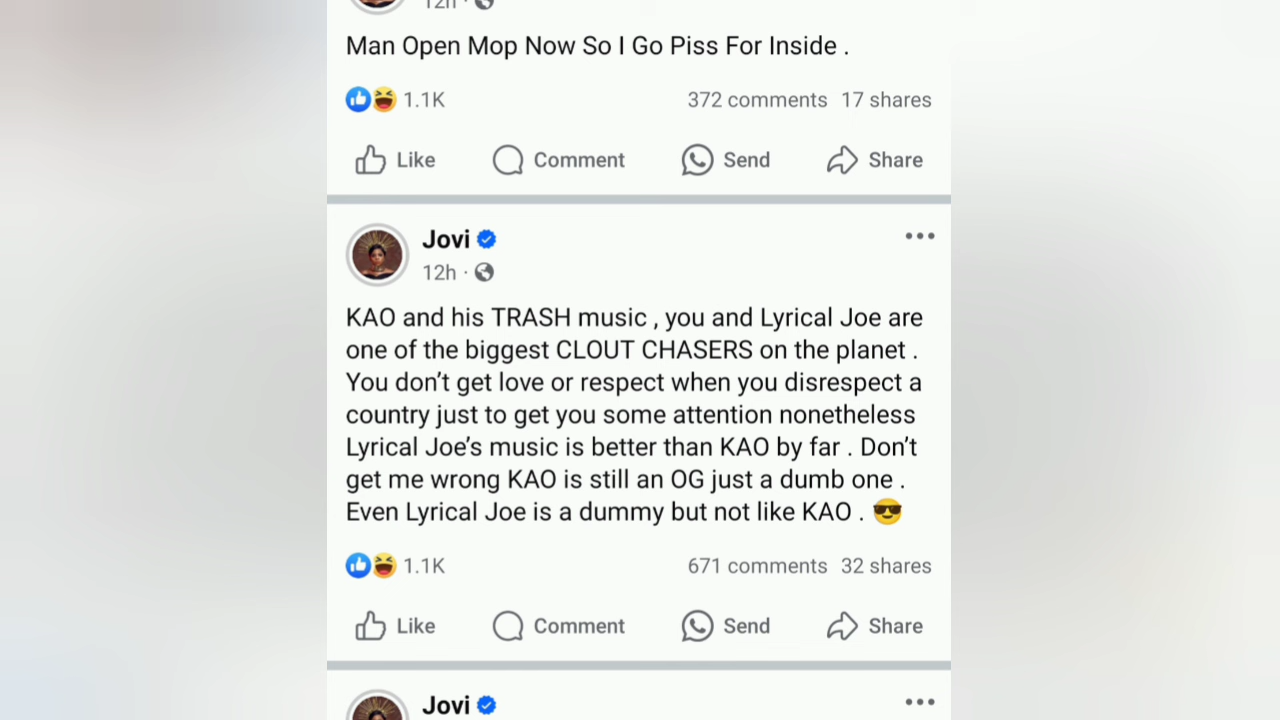 12h
Man Open Mop Now So I Go Piss For Inside .
1.1K 372 comments 17 shares
Like Comment Send Share
Jovi
12h ·
KAO and his TRASH music , you and Lyrical Joe are
one of the biggest CLOUT CHASERS on the planet .
You don’t get love or respect when you disrespect a
country just to get you some attention nonetheless
Lyrical Joe’s music is better than KAO by far . Don’t
get me wrong KAO is still an OG just a dumb one .
Even Lyrical Joe is a dummy but not like KAO . 😎
1.1K 671 comments 32 shares
Like Comment Send Share
Jovi